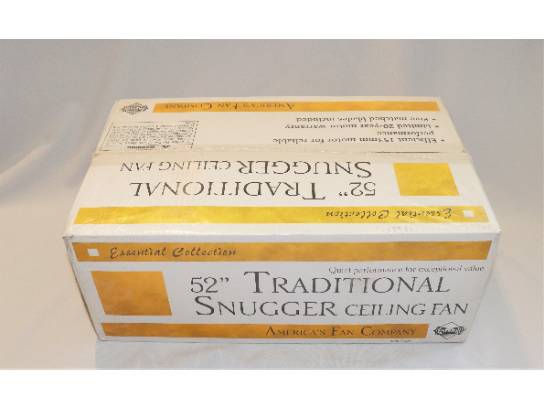 AMERICA'S FAN COMPANY
• Efficient 153mm motor for reliable
performance
• Limited 20-year motor warranty
• Five matched blades included
52" TRADITIONAL
SNUGGER CEILING FAN
Essential Collection
Essential Collection
Quiet performance for exceptional value
52" TRADITIONAL
SNUGGER CEILING FAN
AMERICA'S FAN COMPANY